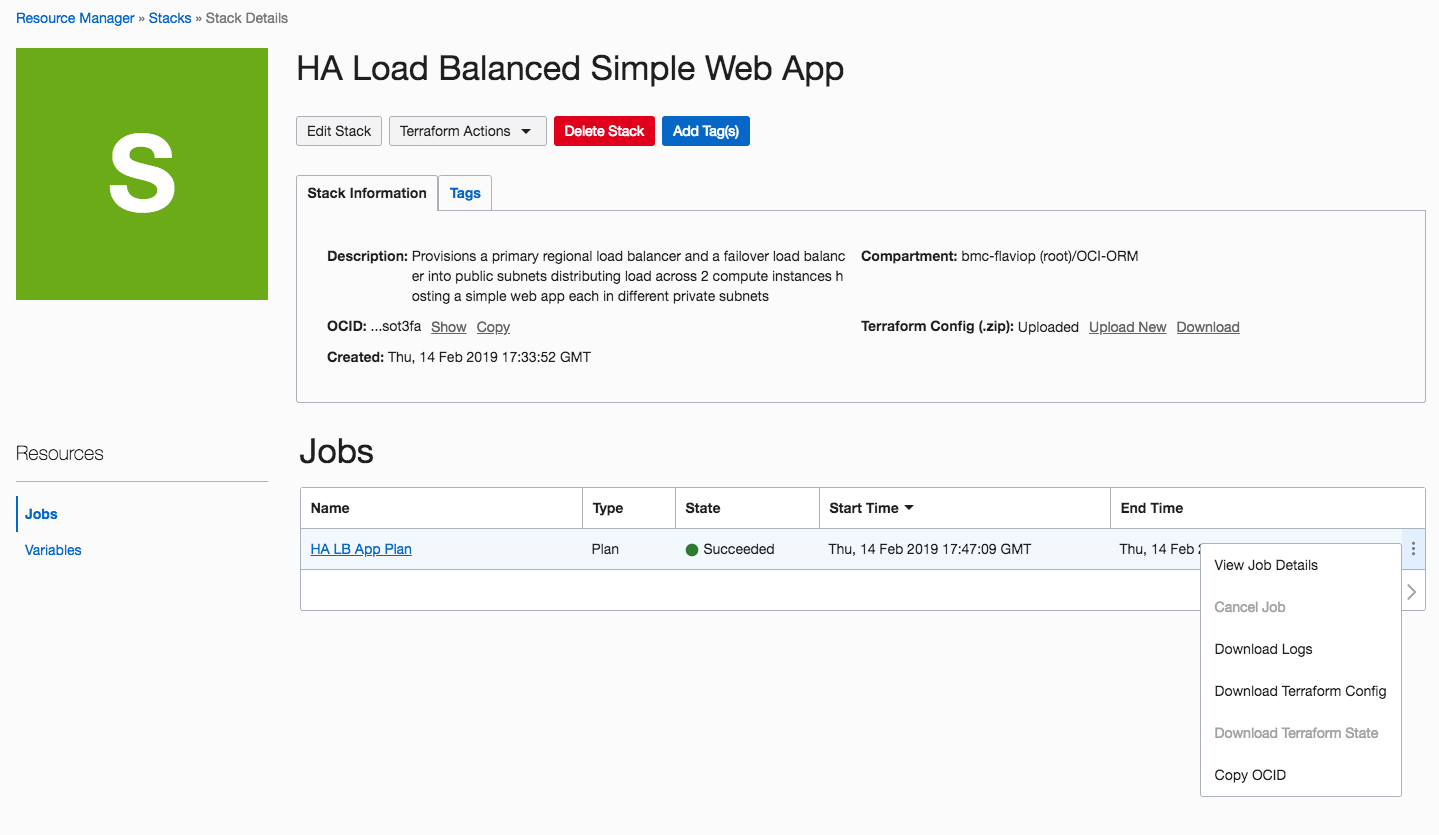 Resource Manager » Stacks » Stack Details
S
HA Load Balanced Simple Web App
Edit Stack Terraform Actions Delete Stack Add Tag(s)
Stack Information Tags
Description: Provisions a primary regional load balancer and a failover load balanc
er into public subnets distributing load across 2 compute instances h
osting a simple web app each in different private subnets
Compartment: bmc-flaviop (root)/OCI-ORM
OCID: ...sot3fa Show Copy
Terraform Config (.zip): Uploaded Upload New Download
Created: Thu, 14 Feb 2019 17:33:52 GMT
Resources
Jobs
Variables
Jobs
Name Type State Start Time End Time
HA LB App Plan Plan Succeeded Thu, 14 Feb 2019 17:47:09 GMT Thu, 14 Feb
View Job Details
Cancel Job
Download Logs
Download Terraform Config
Download Terraform State
Copy OCID